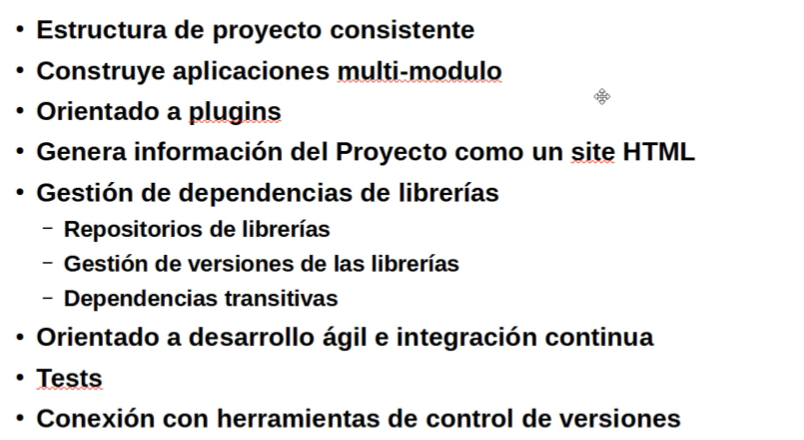 • Estructura de proyecto consistente
• Construye aplicaciones multi-modulo
• Orientado a plugins
• Genera información del Proyecto como un site HTML
• Gestión de dependencias de librerías
– Repositorios de librerías
– Gestión de versiones de las librerías
– Dependencias transitivas
• Orientado a desarrollo ágil e integración continua
• Tests
• Conexión con herramientas de control de versiones